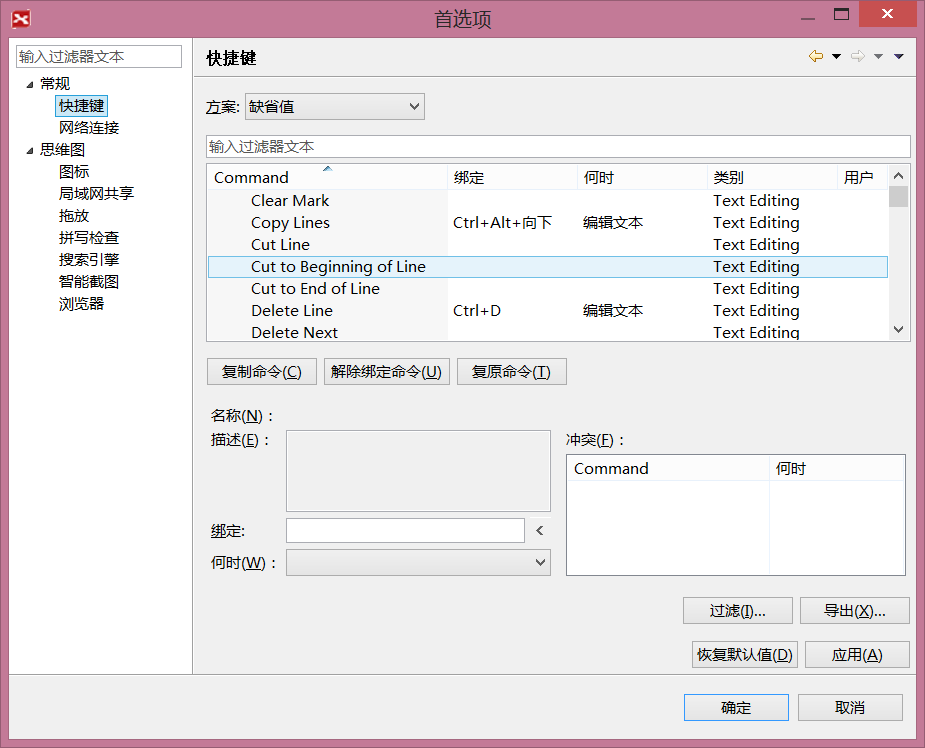 首选项
输入过滤器文本
常规
快捷键
网络连接
思维图
图标
局域网共享
拖放
拼写检查
搜索引擎
智能截图
浏览器
快捷键
方案: 缺省值
输入过滤器文本
Command 绑定 何时 类别 用户
Clear Mark Text Editing
Copy Lines Ctrl+Alt+向下 编辑文本 Text Editing
Cut Line Text Editing
Cut to Beginning of Line Text Editing
Cut to End of Line Text Editing
Delete Line Ctrl+D 编辑文本 Text Editing
Delete Next Text Editing
复制命令(C) 解除绑定命令(U) 复原命令(T)
名称(N)：
描述(E)： 冲突(F)：
Command 何时
绑定: <
何时(W)：
过滤(I)... 导出(X)...
恢复默认值(D) 应用(A)
确定 取消